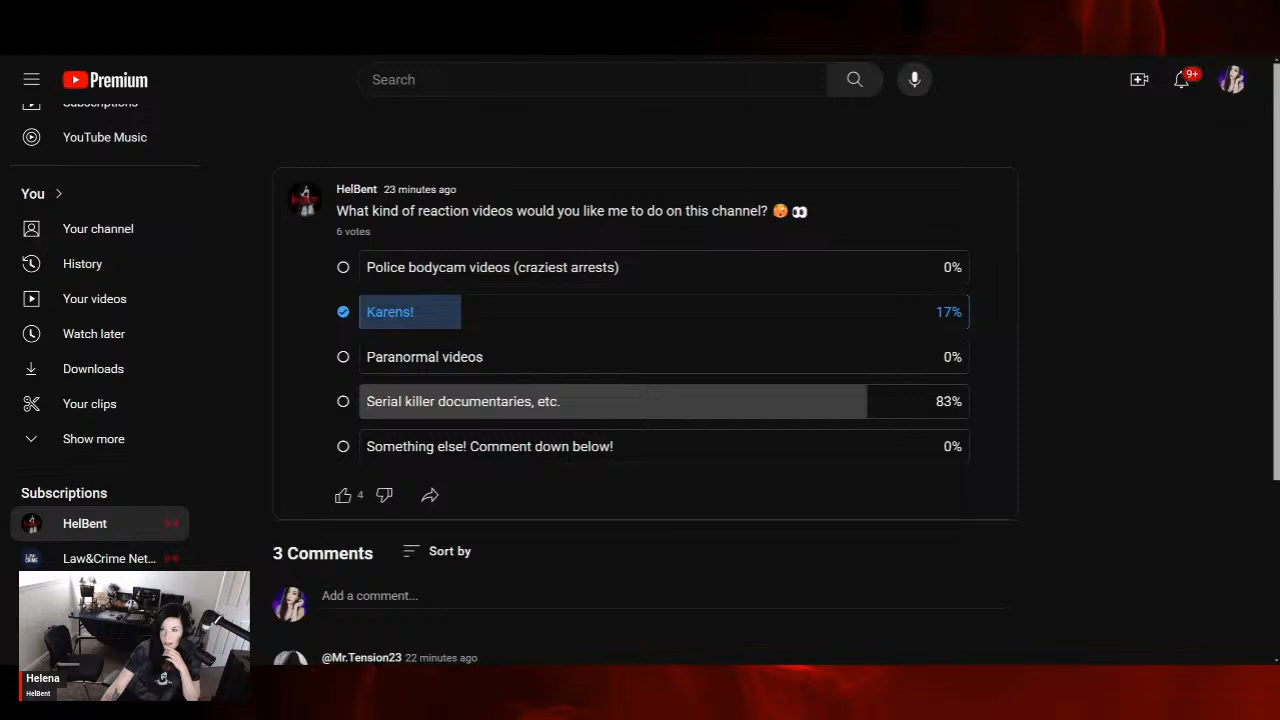 Premium
Search
9+
Subscriptions
YouTube Music
You
Your channel
History
Your videos
Watch later
Downloads
Your clips
Show more
Subscriptions
HelBent
Law&Crime Net...
HelBent 23 minutes ago
What kind of reaction videos would you like me to do on this channel?
6 votes
Police bodycam videos (craziest arrests) 0%
Karens! 17%
Paranormal videos 0%
Serial killer documentaries, etc. 83%
Something else! Comment down below! 0%
4
3 Comments Sort by
Add a comment...
@Mr.Tension23 22 minutes ago
Helena
HelBent